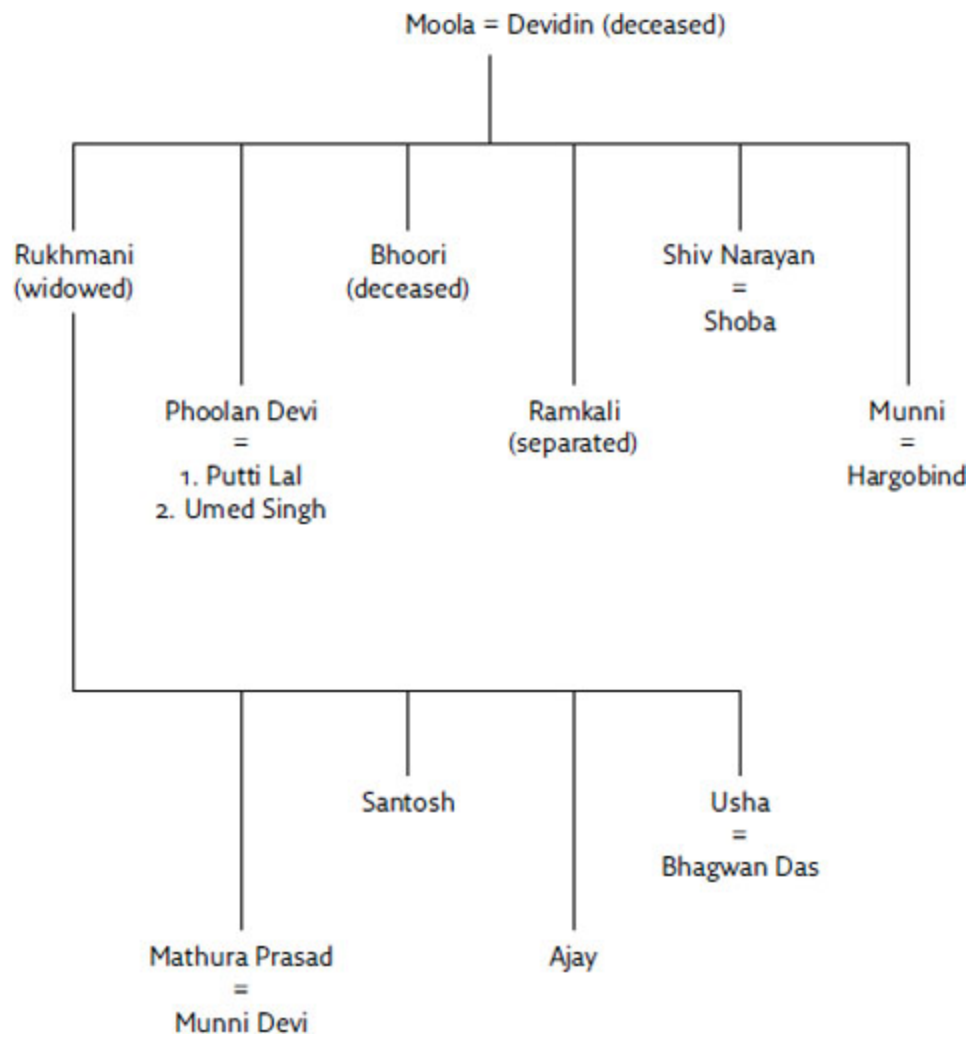 Moola = Devidin (deceased)
Rukhmani
(widowed)
Bhoori
(deceased)
Shiv Narayan
=
Shoba
Phoolan Devi
=
1. Putti Lal
2. Umed Singh
Ramkali
(separated)
Munni
=
Hargobind
Santosh
Usha
=
Bhagwan Das
Mathura Prasad
=
Munni Devi
Ajay